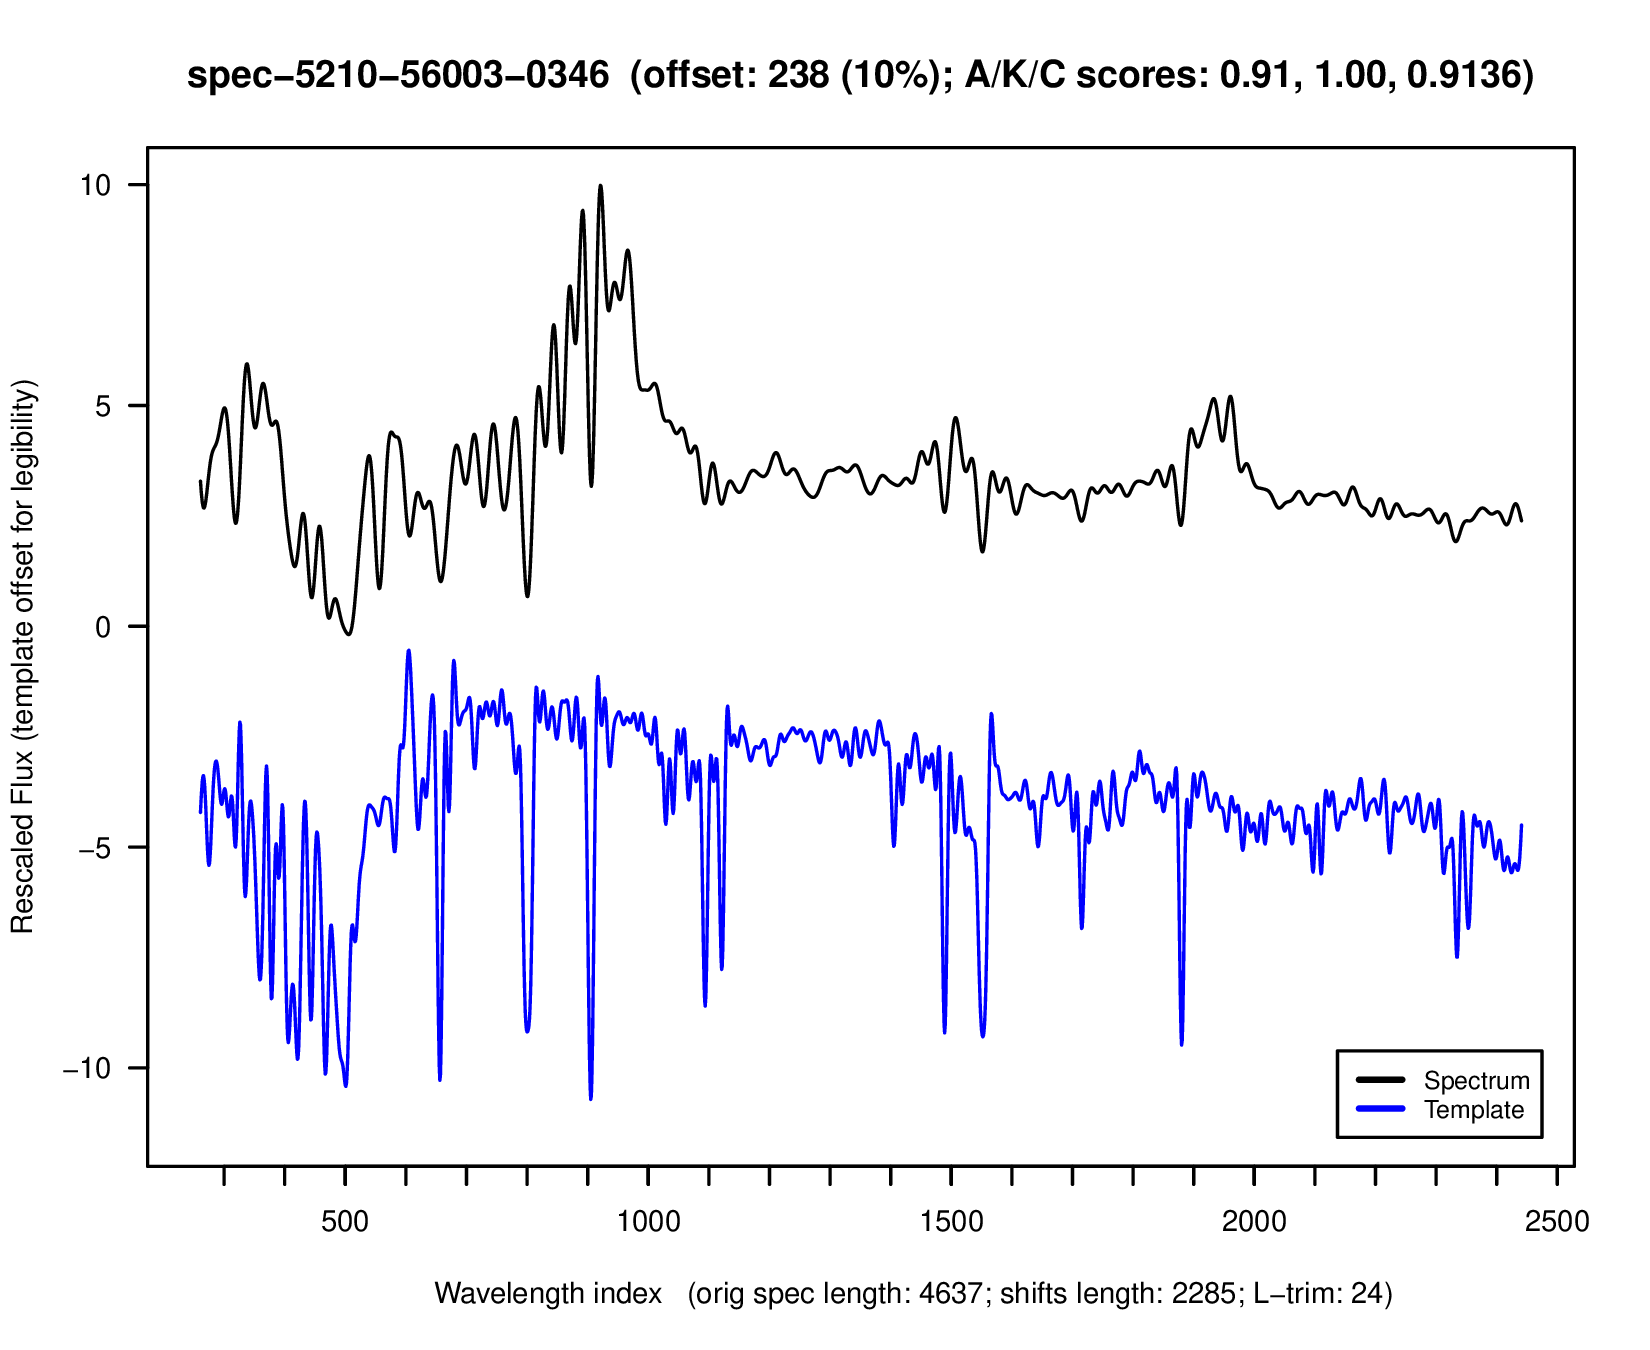 spec−5210−56003−0346 (offset: 238 (10%); A/K/C scores: 0.91, 1.00, 0.9136)
Rescaled Flux (template offset for legibility)
10
5
0
−5
−10
Spectrum
Template
500 1000 1500 2000 2500
Wavelength index (orig spec length: 4637; shifts length: 2285; L−trim: 24)